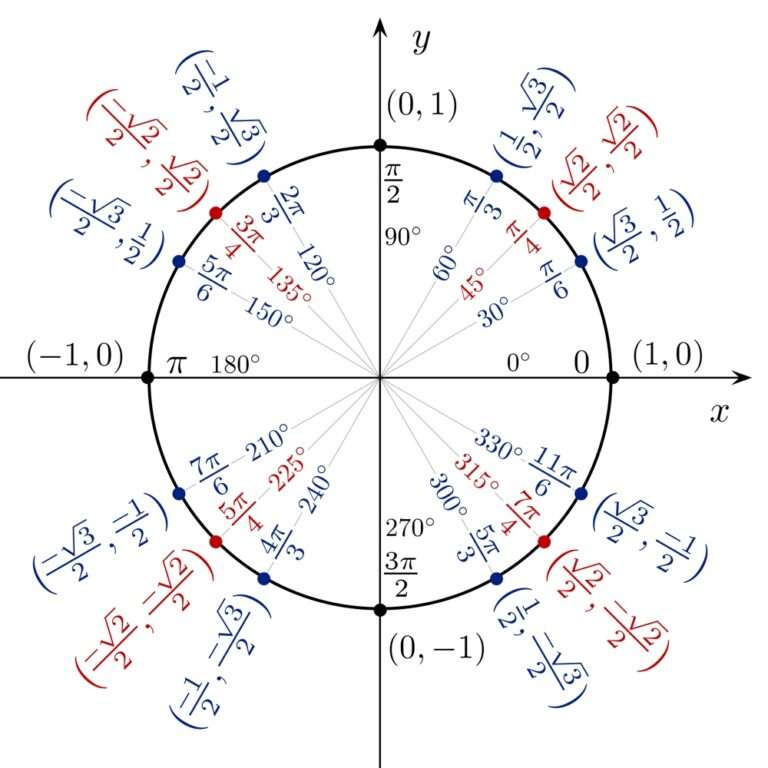 y
(0, 1)
π/2
90°
(1/2, √3/2)
π/3
60°
(√2/2, √2/2)
π/4
45°
(√3/2, 1/2)
π/6
30°
(−1/2, √3/2)
2π/3
120°
(−√2/2, √2/2)
3π/4
135°
(−√3/2, 1/2)
5π/6
150°
(−1, 0) π 180°
0° 0 (1, 0)
x
7π/6
210°
(−√3/2, −1/2)
5π/4
225°
(−√2/2, −√2/2)
4π/3
240°
(−1/2, −√3/2)
270°
3π/2
(0, −1)
300°
5π/3
(1/2, −√3/2)
315°
7π/4
(√2/2, −√2/2)
330°
11π/6
(√3/2, −1/2)